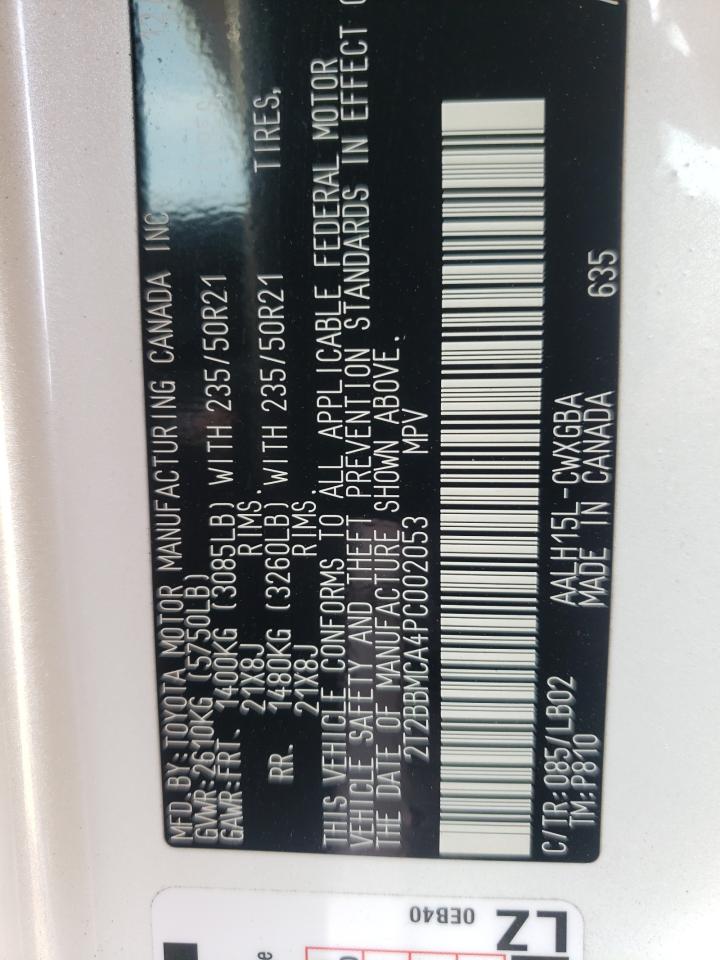 MFD. BY: TOYOTA MOTOR MANUFACTURING CANADA INC
GVWR: 2610KG (5750LB)
GAWR: FRT. 1400KG (3085LB) WITH 235/50R21
21X8J RIMS. TIRES,
RR. 1480KG (3260LB) WITH 235/50R21
21X8J RIMS.
THIS VEHICLE CONFORMS TO ALL APPLICABLE FEDERAL MOTOR
VEHICLE SAFETY AND THEFT PREVENTION STANDARDS IN EFFECT
THE DATE OF MANUFACTURE SHOWN ABOVE.
2T2BBMCA4PC002053 MPV
C/TR: 085/LB02 AALH15L-CWXGBA
TM: P810 MADE IN CANADA 635
0EB40
LZ